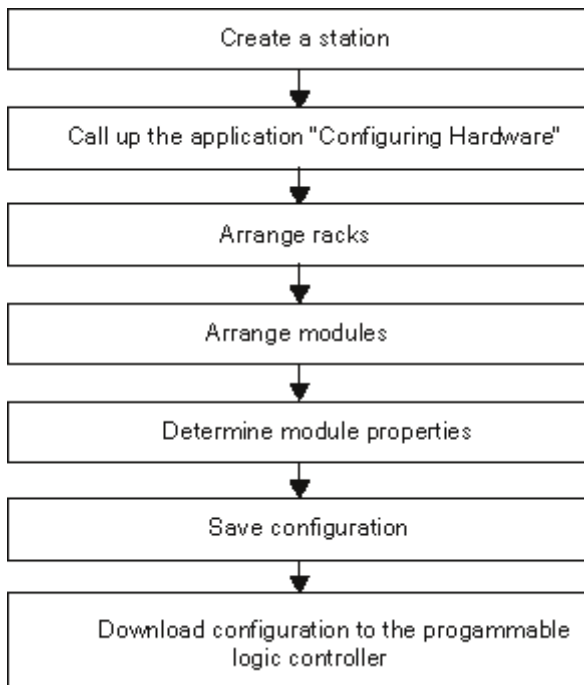 Create a station
Call up the application "Configuring Hardware"
Arrange racks
Arrange modules
Determine module properties
Save configuration
Download configuration to the progammable
logic controller